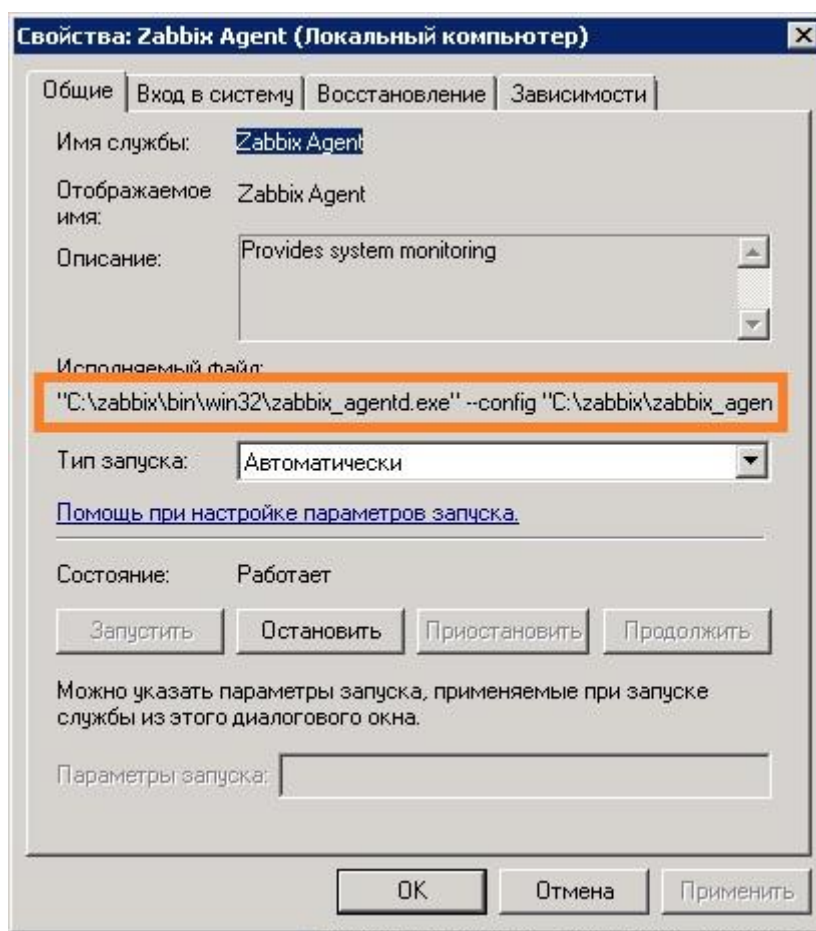 Свойства: Zabbix Agent (Локальный компьютер)
Общие Вход в систему Восстановление Зависимости
Имя службы: Zabbix Agent
Отображаемое имя: Zabbix Agent
Описание: Provides system monitoring
Исполняемый файл:
"C:\zabbix\bin\win32\zabbix_agentd.exe" --config "C:\zabbix\zabbix_agen
Тип запуска: Автоматически
Помощь при настройке параметров запуска.
Состояние: Работает
Запустить Остановить Приостановить Продолжить
Можно указать параметры запуска, применяемые при запуске
службы из этого диалогового окна.
Параметры запуска:
OK Отмена Применить